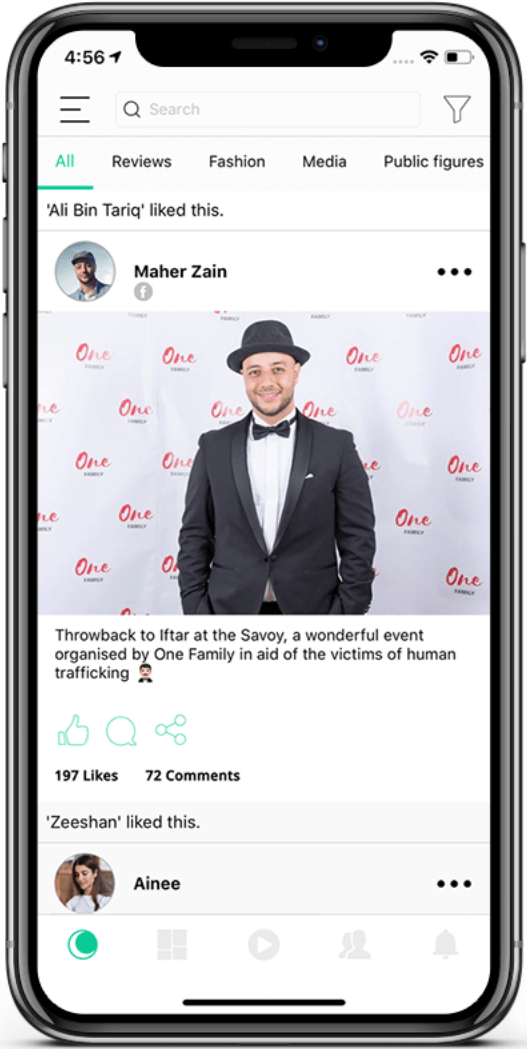 4:56
Search
All Reviews Fashion Media Public figures
'Ali Bin Tariq' liked this.
Maher Zain
f
FAMILY FAMILY FAMILY FAMILY
One FAMILY One One FAMILY One FAMILY
ne One FAMILY One One One
One FAMILY One One FAMILY
ne One FAMILY One FAMILY
One FAMILY One FAMILY
Throwback to Iftar at the Savoy, a wonderful event
organised by One Family in aid of the victims of human
trafficking 🤵🏻
197 Likes 72 Comments
'Zeeshan' liked this.
Ainee